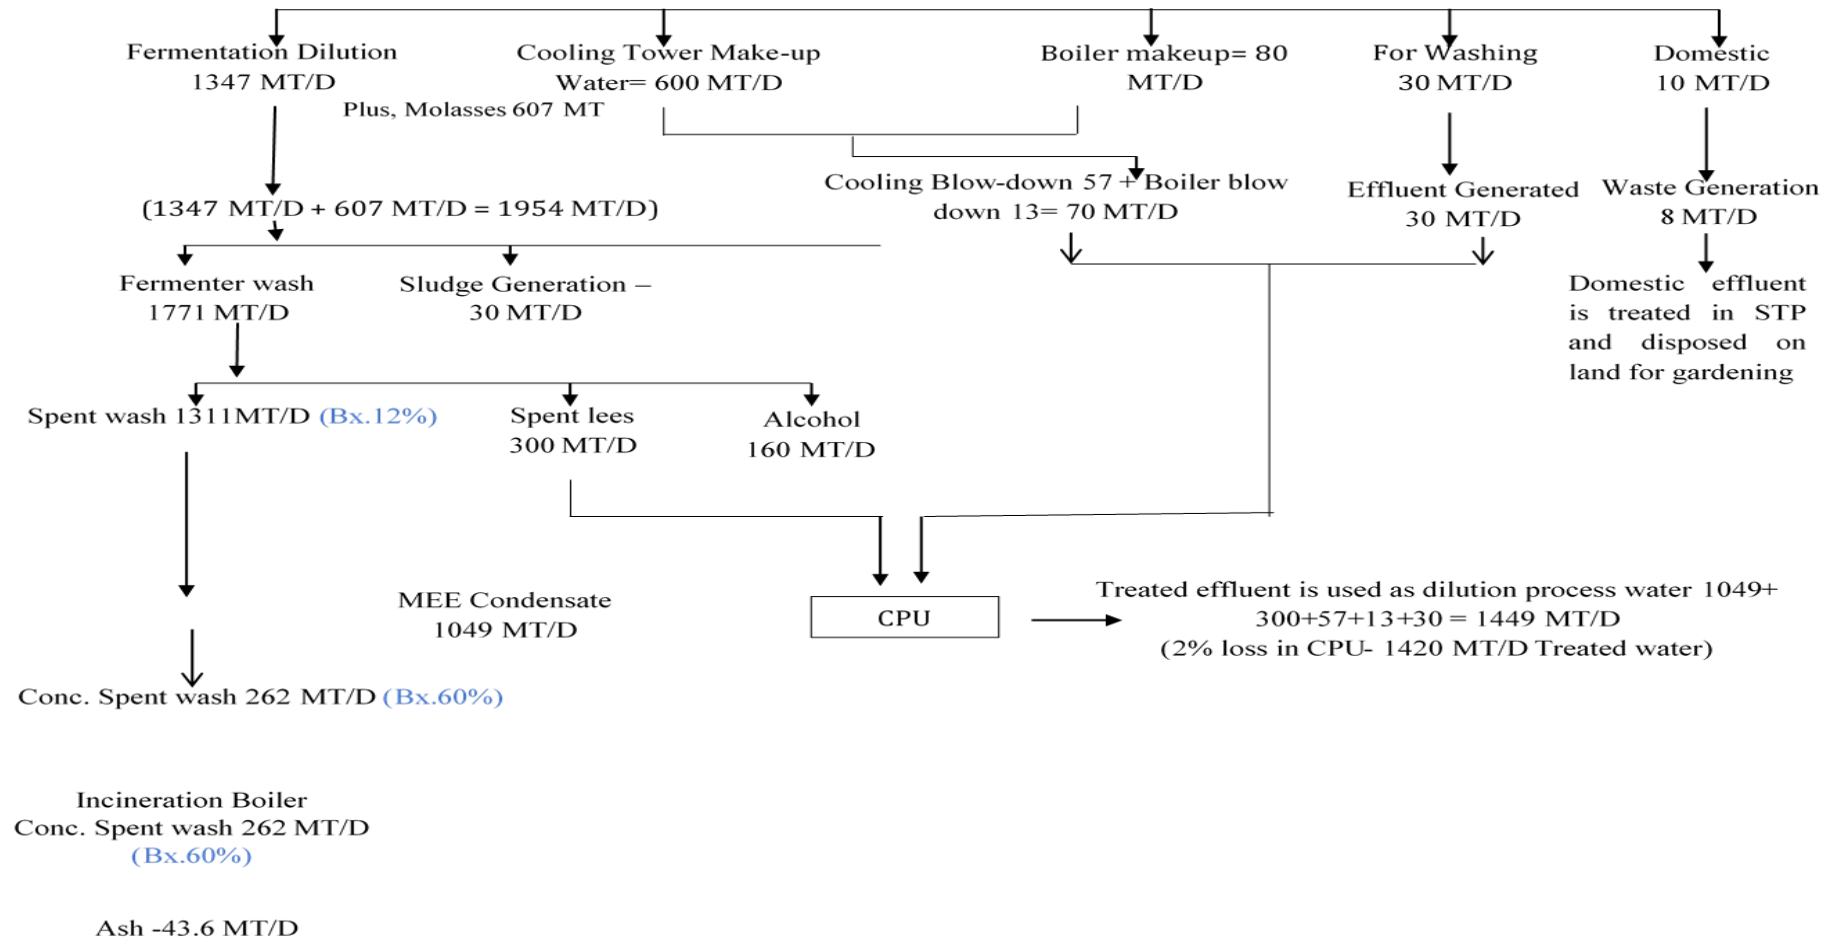 Fermentation Dilution
1347 MT/D
Cooling Tower Make-up
Water= 600 MT/D
Boiler makeup= 80
MT/D
For Washing
30 MT/D
Domestic
10 MT/D
Plus, Molasses 607 MT
(1347 MT/D + 607 MT/D = 1954 MT/D)
Cooling Blow-down 57 + Boiler blow
down 13= 70 MT/D
Effluent Generated
30 MT/D
Waste Generation
8 MT/D
Fermenter wash
1771 MT/D
Sludge Generation –
30 MT/D
Domestic effluent
is treated in STP
and disposed on
land for gardening
Spent wash 1311MT/D (Bx.12%)
Spent lees
300 MT/D
Alcohol
160 MT/D
MEE Condensate
1049 MT/D
CPU
Treated effluent is used as dilution process water 1049+
300+57+13+30 = 1449 MT/D
(2% loss in CPU- 1420 MT/D Treated water)
Conc. Spent wash 262 MT/D (Bx.60%)
Incineration Boiler
Conc. Spent wash 262 MT/D
(Bx.60%)
Ash -43.6 MT/D